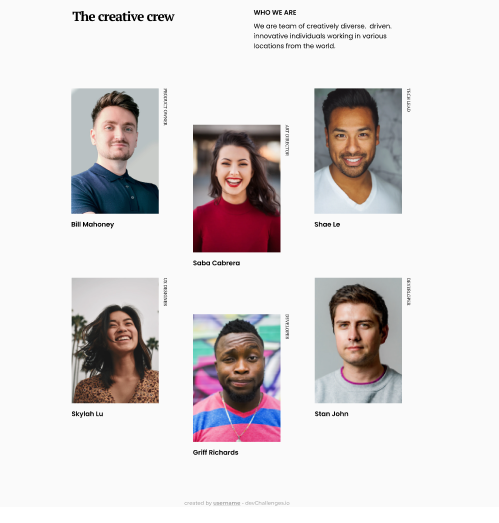 The creative crew
WHO WE ARE
We are team of creatively diverse. driven.
innovative individuals working in various
locations from the world.
PRODUCT OWNER
Bill Mahoney
ART DIRECTOR
Saba Cabrera
TECH LEAD
Shae Le
UX DESIGNER
Skylah Lu
DEVELOPER
Griff Richards
DEVELOPER
Stan John
created by username - devChallenges.io